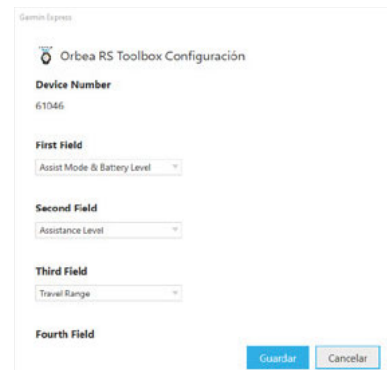 Garmin Express
Orbea RS Toolbox Configuración
Device Number
61046
First Field
Assist Mode & Battery Level
Second Field
Assistance Level
Third Field
Travel Range
Fourth Field
Guardar Cancelar